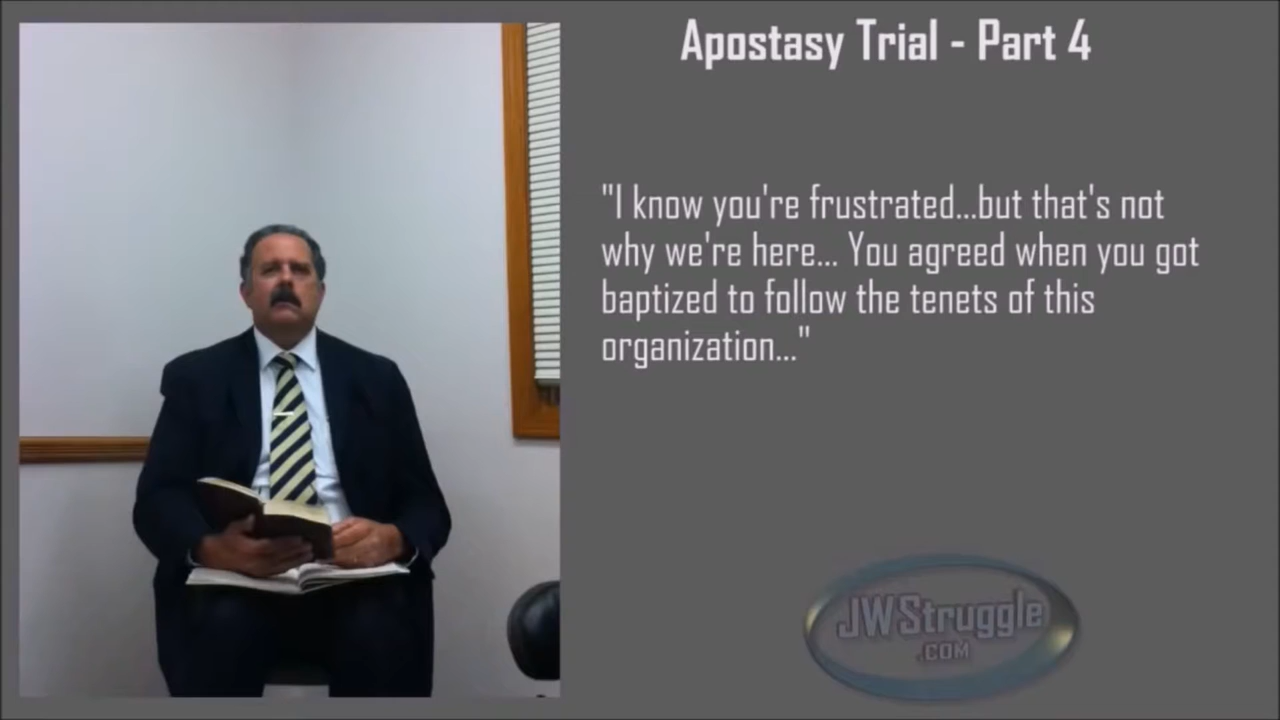 Apostasy Trial - Part 4
"I know you're frustrated...but that's not
why we're here... You agreed when you got
baptized to follow the tenets of this
organization..."
JWStruggle
.COM